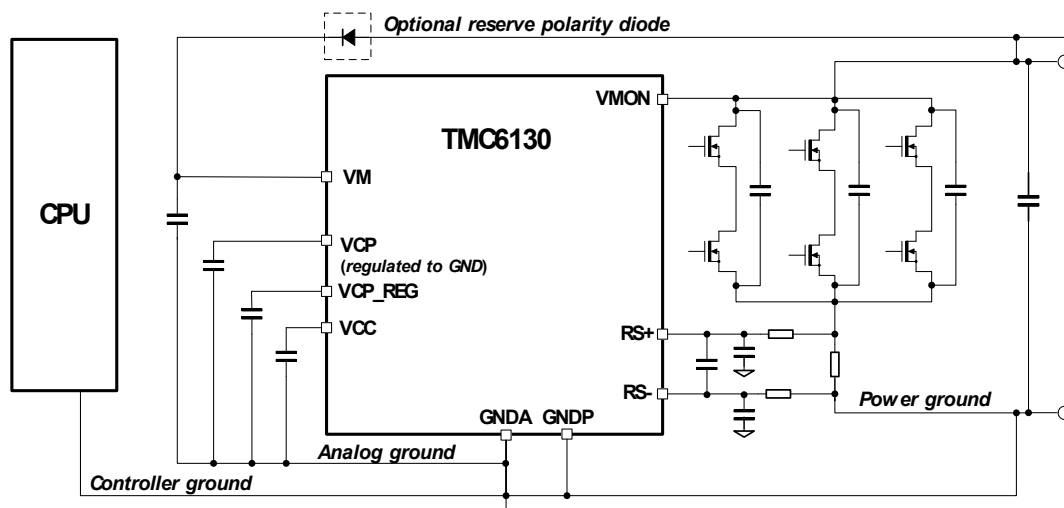 Optional reserve polarity diode
VMON
TMC6130
VM
CPU
VCP
(regulated to GND)
VCP_REG
VCC
RS+
RS-
Power ground
GNDA GNDP
Analog ground
Controller ground